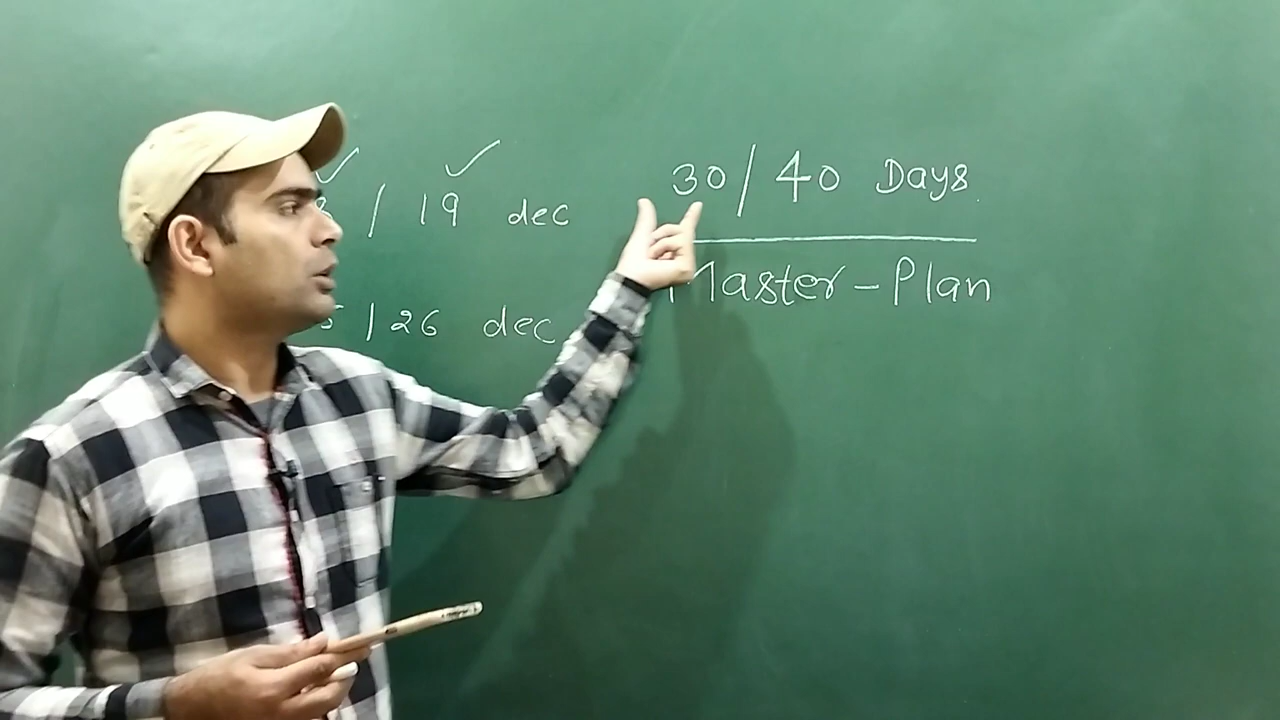 / 19 dec
/ 26 dec
30 / 40 Days
Master - Plan